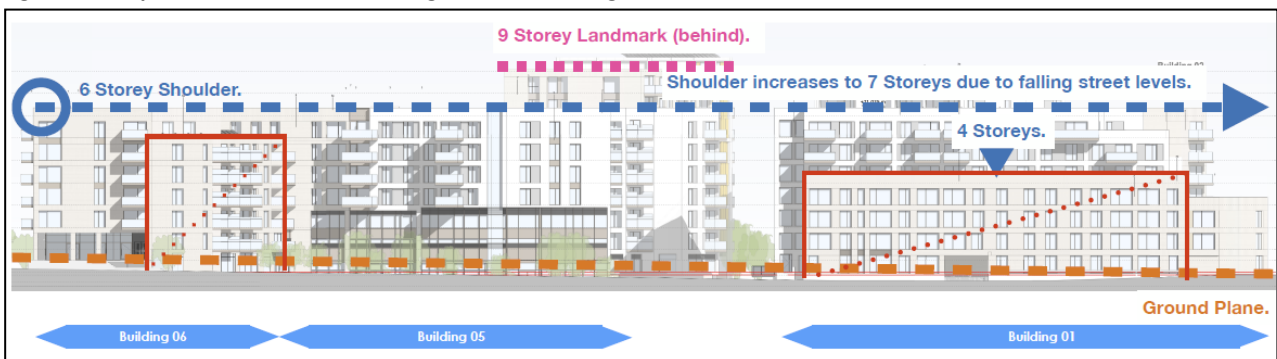 9 Storey Landmark (behind).
6 Storey Shoulder.
Shoulder increases to 7 Storeys due to falling street levels.
4 Storeys.
Ground Plane.
Building 06
Building 05
Building 01